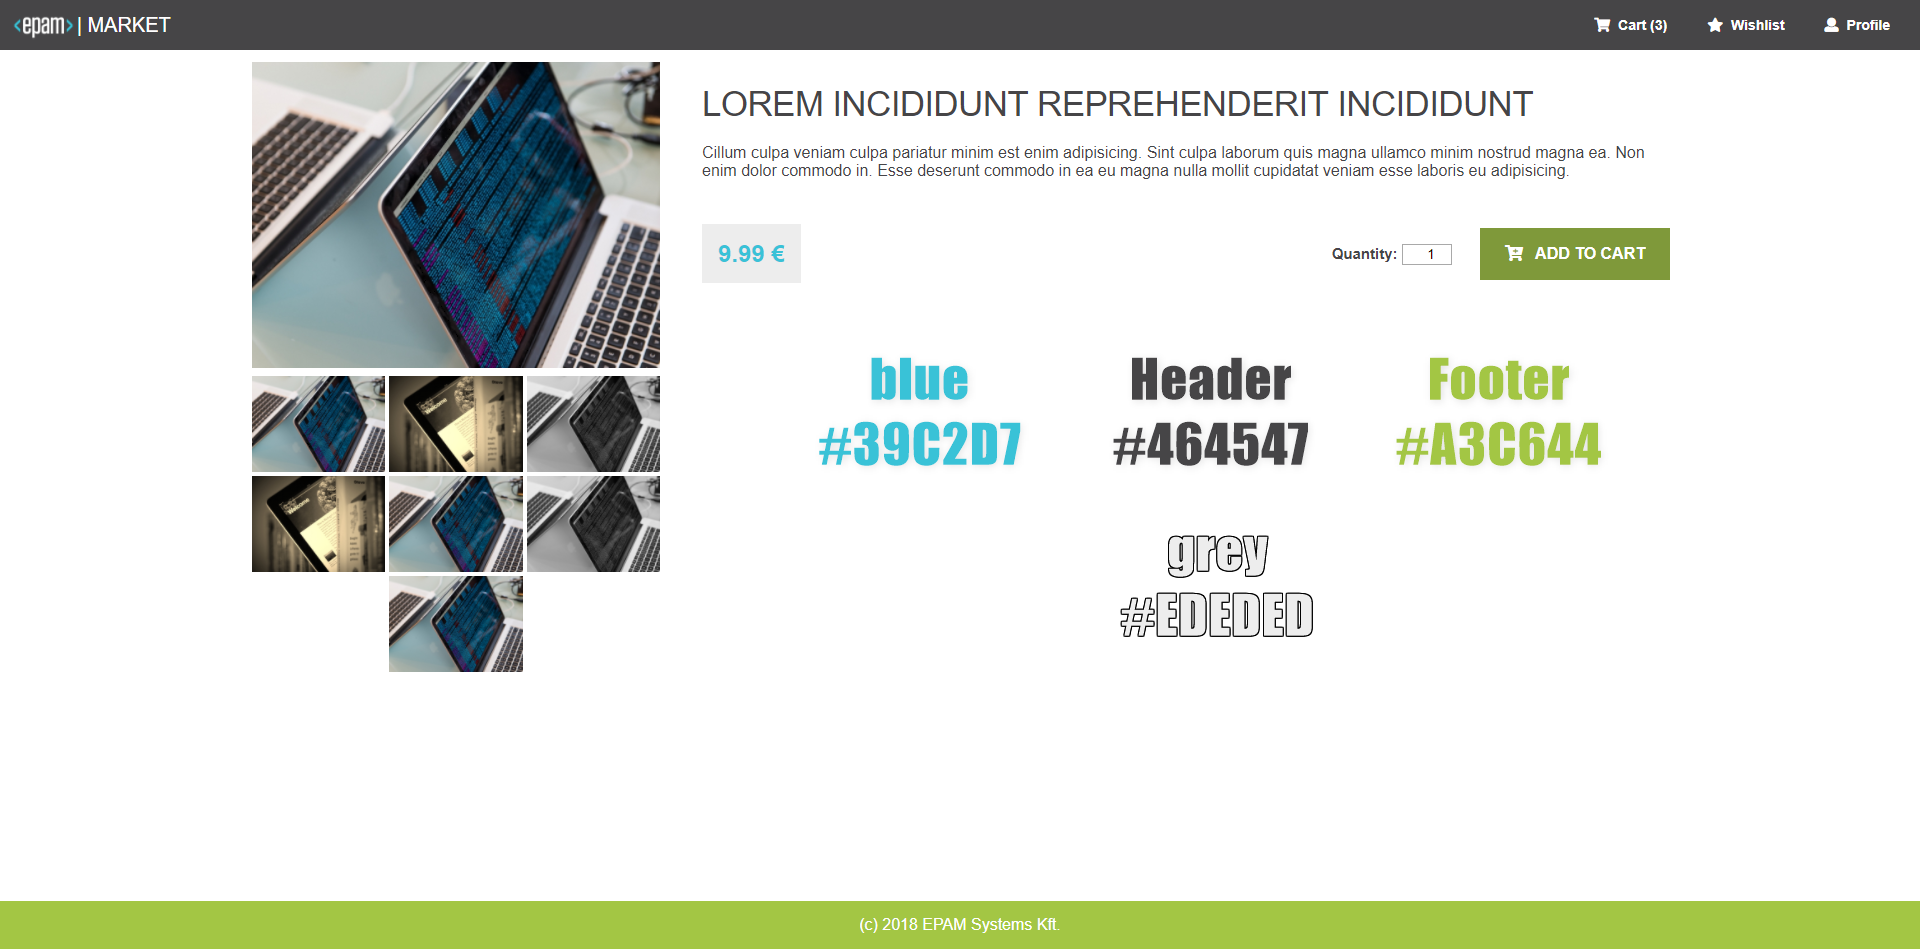 <epam> | MARKET
Cart (3)
Wishlist
Profile
LOREM INCIDIDUNT REPREHENDERIT INCIDIDUNT
Cillum culpa veniam culpa pariatur minim est enim adipisicing. Sint culpa laborum quis magna ullamco minim nostrud magna ea. Non
enim dolor commodo in. Esse deserunt commodo in ea eu magna nulla mollit cupidatat veniam esse laboris eu adipisicing.
9.99 €
Quantity: 1
ADD TO CART
blue
#39C2D7
Header
#464547
Footer
#A3C644
grey
#EDEDED
(c) 2018 EPAM Systems Kft.